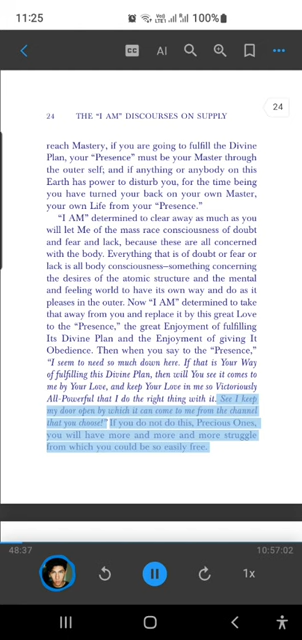 11:25
100%
CC AI
24
24 THE "I AM" DISCOURSES ON SUPPLY
reach Mastery, if you are going to fulfill the Divine
Plan, your "Presence" must be your Master through
the outer self; and if anything or anybody on this
Earth has power to disturb you, for the time being
you have turned your back on your own Master,
your own Life from your "Presence."
"I AM" determined to clear away as much as you
will let Me of the mass race consciousness of doubt
and fear and lack, because these are all concerned
with the body. Everything that is of doubt or fear or
lack is all body consciousness—something concerning
the desires of the atomic structure and the mental
and feeling world to have its own way and do as it
pleases in the outer. Now "I AM" determined to take
that away from you and replace it by this great Love
to the "Presence," the great Enjoyment of fulfilling
Its Divine Plan and the Enjoyment of giving It
Obedience. Then when you say to the "Presence,"
"I seem to need so much down here. If that is Your Way
of fulfilling this Divine Plan, then will You see it comes to
me by Your Love, and keep Your Love in me so Victoriously
All-Powerful that I do the right thing with it. See I keep
my door open by which it can come to me from the channel
that you choose!" If you do not do this, Precious Ones,
you will have more and more and more struggle
from which you could be so easily free.
48:37 10:57:02
1x